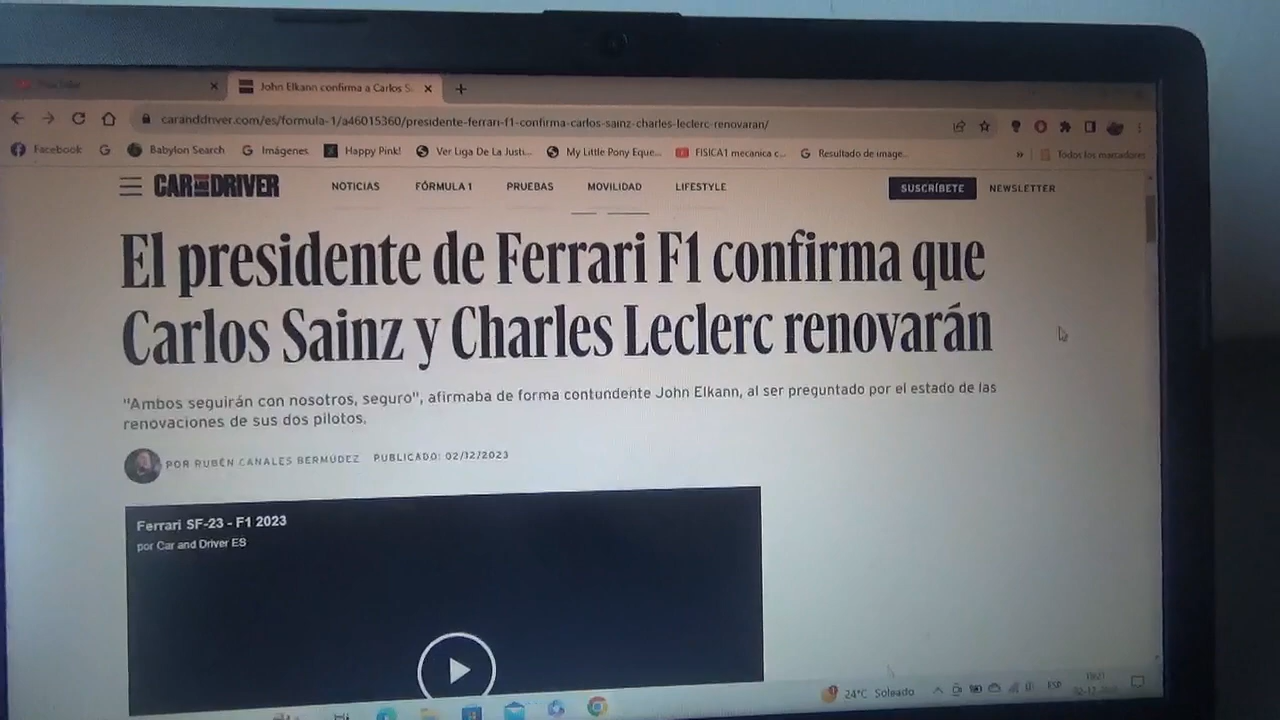 John Elkann confirma a Carlos S
caranddriver.com/es/formula-1/a46015360/presidente-ferrari-f1-confirma-carlos-sainz-charles-leclerc-renovaran/
Facebook Babylon Search Imágenes Happy Pink! Ver Liga De La Justi... My Little Pony Eque... FISICA1 mecanica c... Resultado de image... » Todos los marcadores
CAR AND DRIVER NOTICIAS FÓRMULA 1 PRUEBAS MOVILIDAD LIFESTYLE SUSCRÍBETE NEWSLETTER
El presidente de Ferrari F1 confirma que
Carlos Sainz y Charles Leclerc renovarán
"Ambos seguirán con nosotros, seguro", afirmaba de forma contundente John Elkann, al ser preguntado por el estado de las
renovaciones de sus dos pilotos.
POR RUBÉN CANALES BERMÚDEZ PUBLICADO: 02/12/2023
Ferrari SF-23 - F1 2023
por Car and Driver ES
24°C Soleado ESP